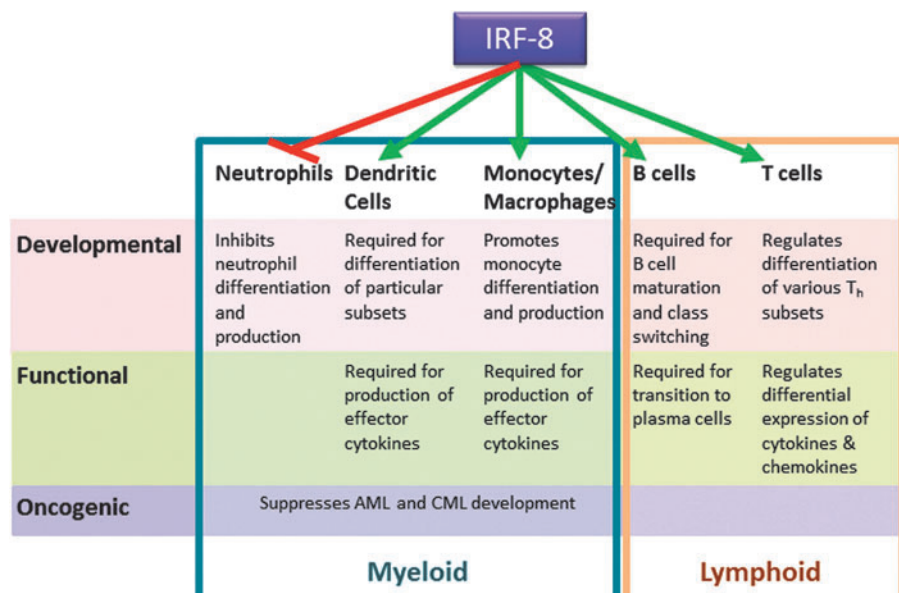 IRF-8
Neutrophils
Dendritic
Cells
Monocytes/
Macrophages
B cells
T cells
Developmental
Inhibits
neutrophil
differentiation
and
production
Required for
differentiation
of particular
subsets
Promotes
monocyte
differentiation
and production
Required for
B cell
maturation
and class
switching
Regulates
differentiation
of various Th
subsets
Functional
Required for
production of
effector
cytokines
Required for
production of
effector
cytokines
Required for
transition to
plasma cells
Regulates
differential
expression of
cytokines &
chemokines
Oncogenic
Suppresses AML and CML development
Myeloid
Lymphoid